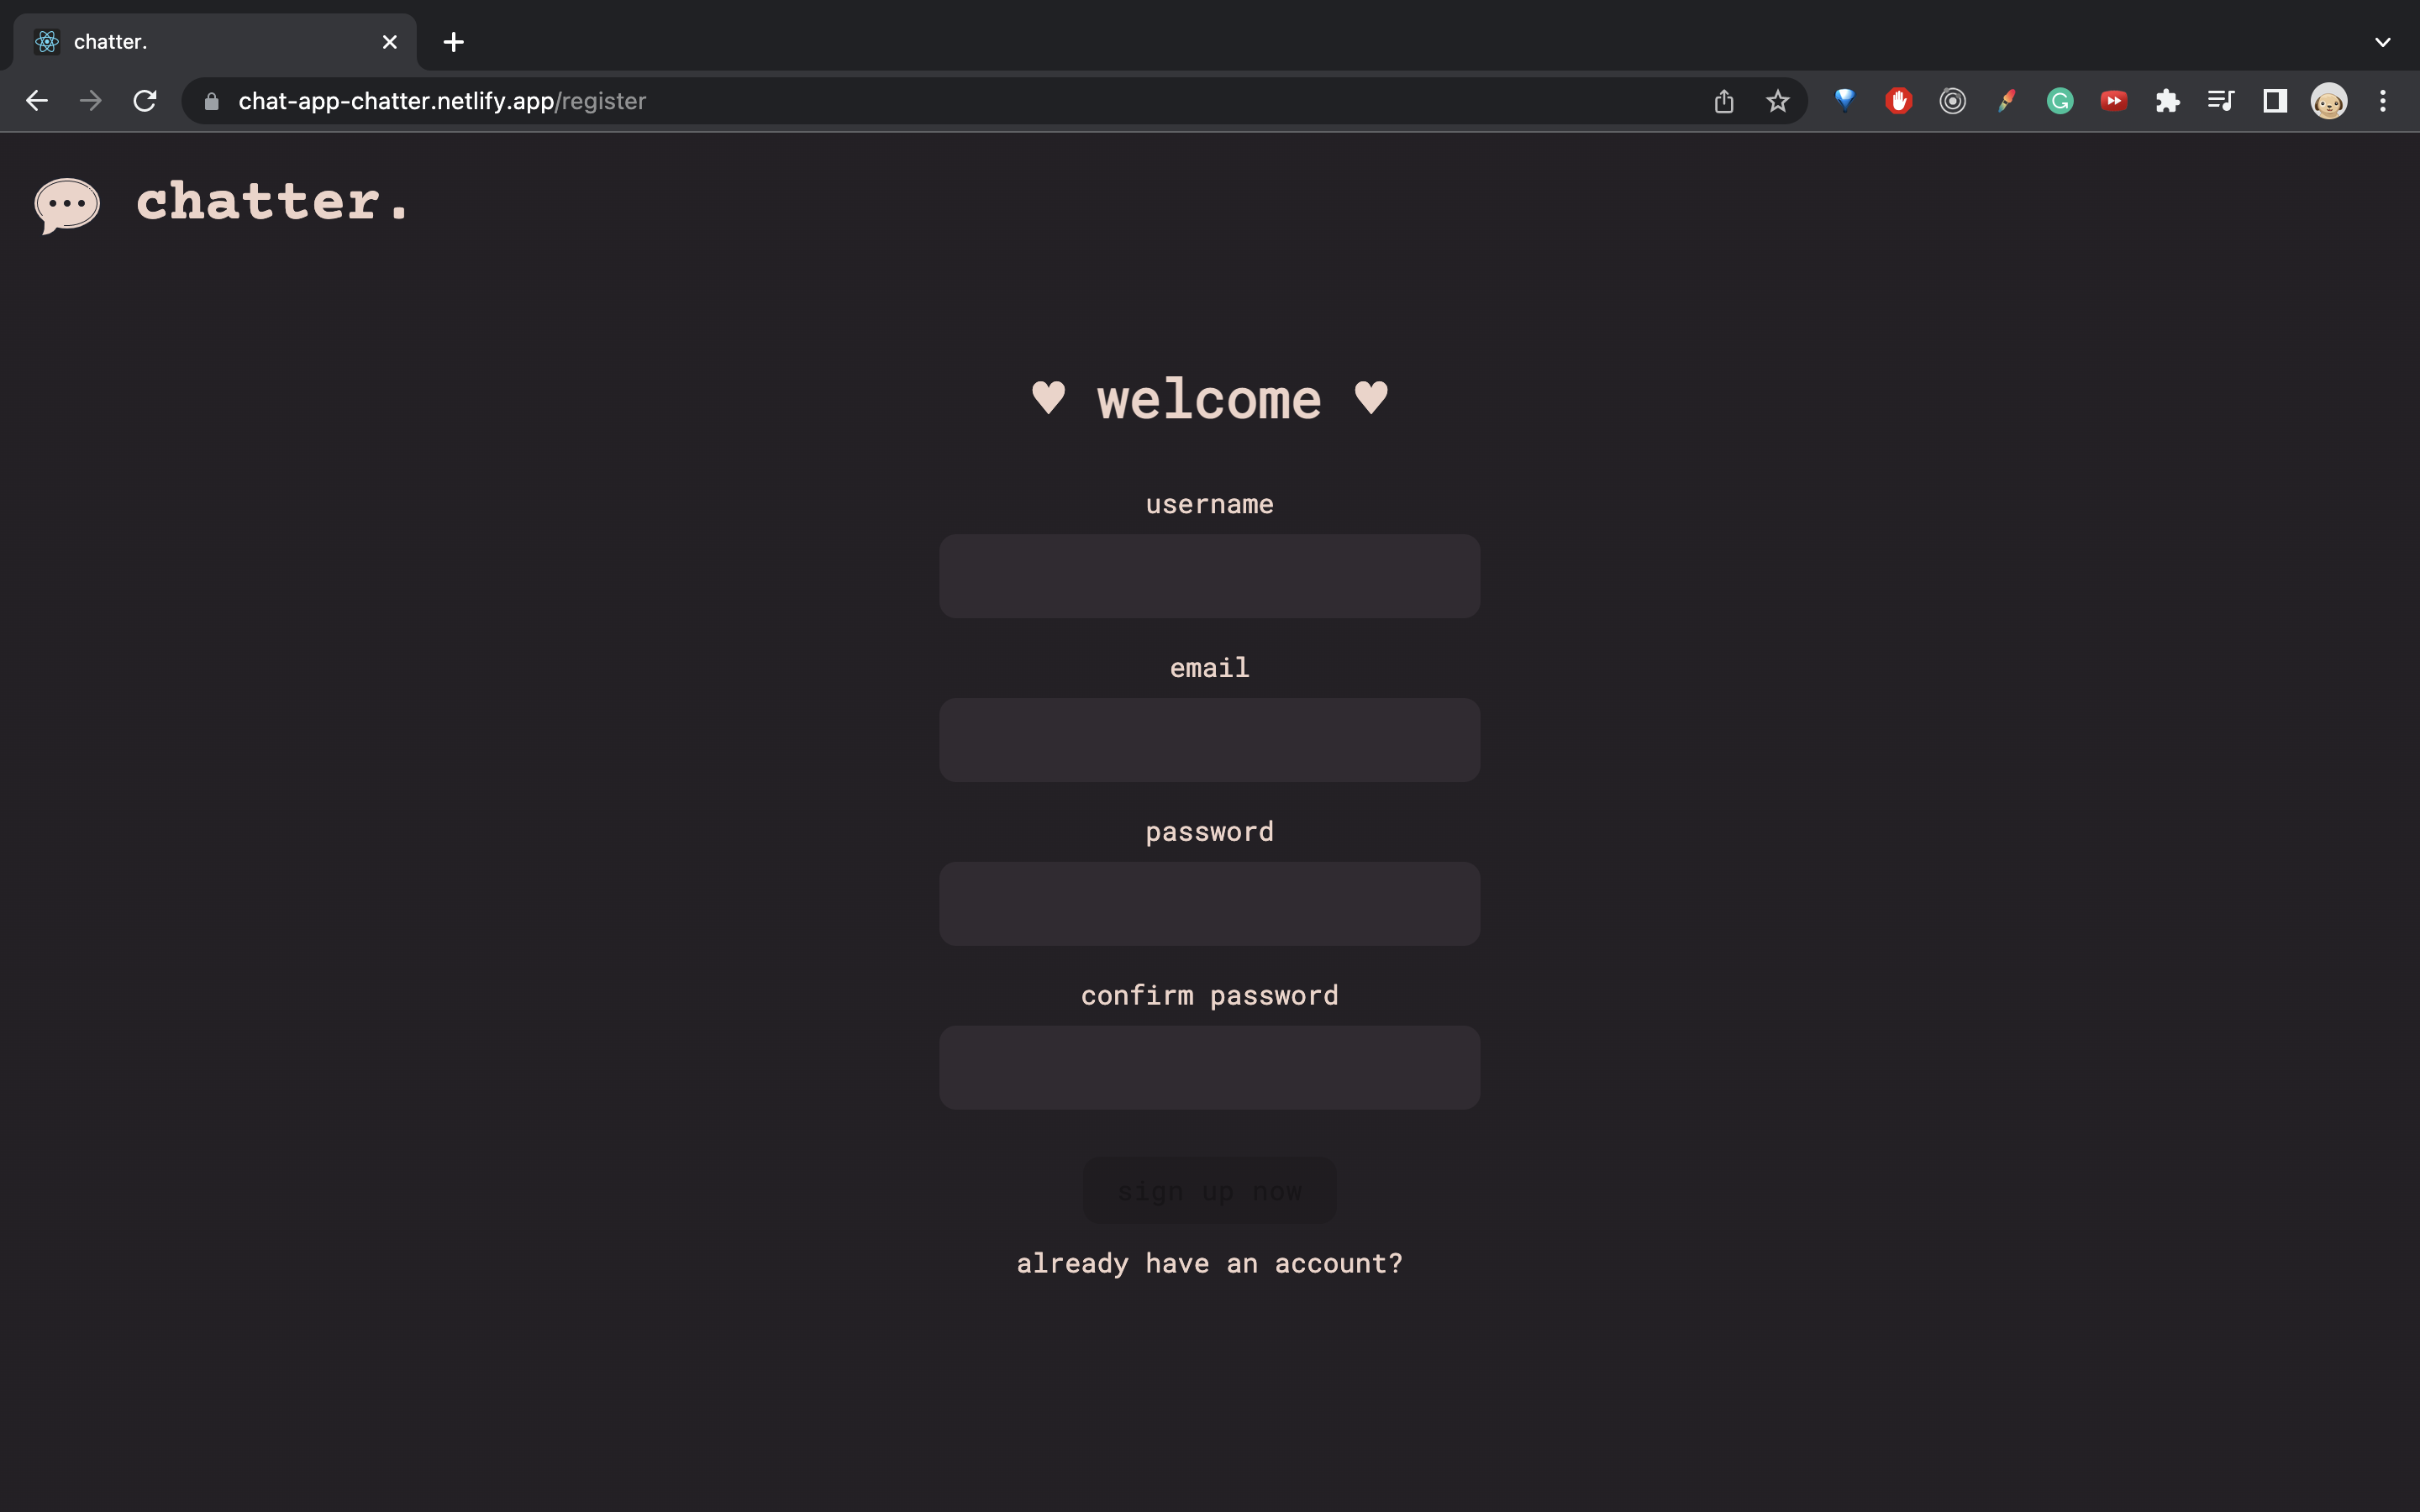 chatter.
chat-app-chatter.netlify.app/register
chatter.
♥ welcome ♥
username
email
password
confirm password
sign up now
already have an account?